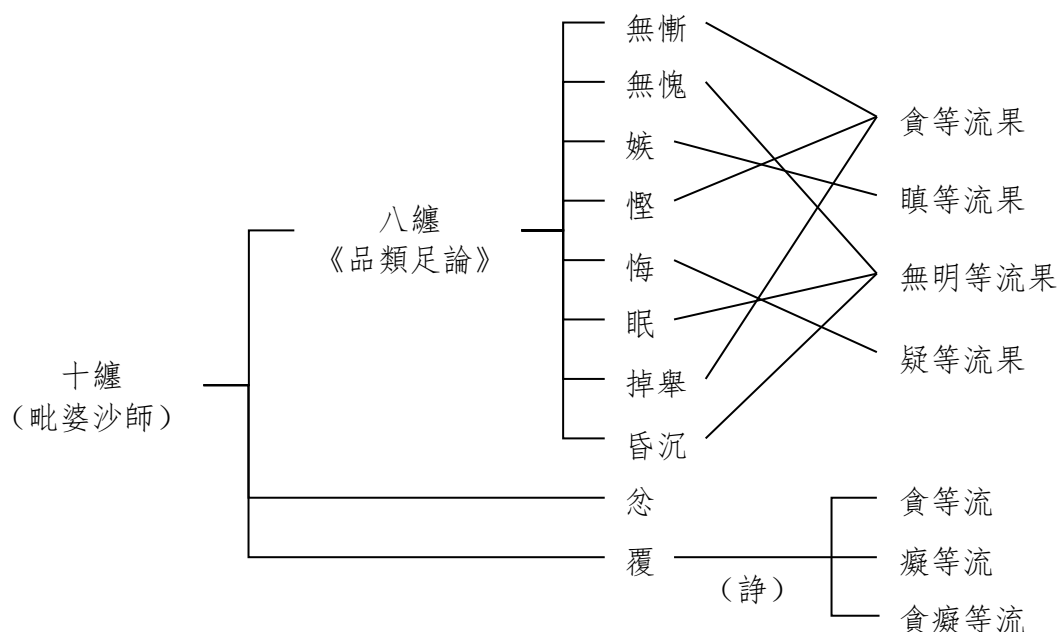 十纏
（毗婆沙師）
八纏
《品類足論》
無慚
無愧
嫉
慳
悔
眠
掉舉
昏沉
忿
覆
（諍）
貪等流果
瞋等流果
無明等流果
疑等流果
貪等流
癡等流
貪癡等流